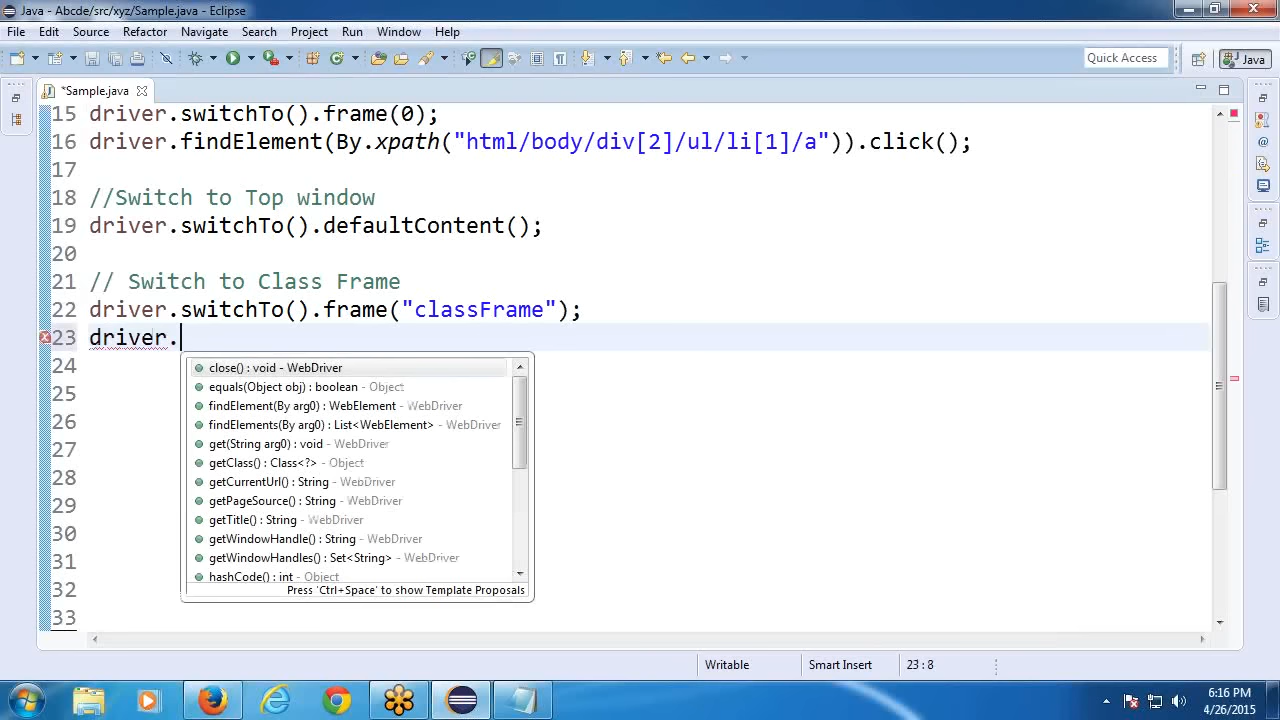 Java - Abcde/src/xyz/Sample.java - Eclipse
File Edit Source Refactor Navigate Search Project Run Window Help
Quick Access
Java
*Sample.java
15 driver.switchTo().frame(0);
16 driver.findElement(By.xpath("html/body/div[2]/ul/li[1]/a")).click();
17
18 //Switch to Top window
19 driver.switchTo().defaultContent();
20
21 // Switch to Class Frame
22 driver.switchTo().frame("classFrame");
23 driver.
24
25
26
27
28
29
30
31
32
33
close() : void - WebDriver
equals(Object obj) : boolean - Object
findElement(By arg0) : WebElement - WebDriver
findElements(By arg0) : List<WebElement> - WebDriver
get(String arg0) : void - WebDriver
getClass() : Class<?> - Object
getCurrentUrl() : String - WebDriver
getPageSource() : String - WebDriver
getTitle() : String - WebDriver
getWindowHandle() : String - WebDriver
getWindowHandles() : Set<String> - WebDriver
hashCode() : int - Object
Press 'Ctrl+Space' to show Template Proposals
Writable Smart Insert 23 : 8
6:16 PM
4/26/2015